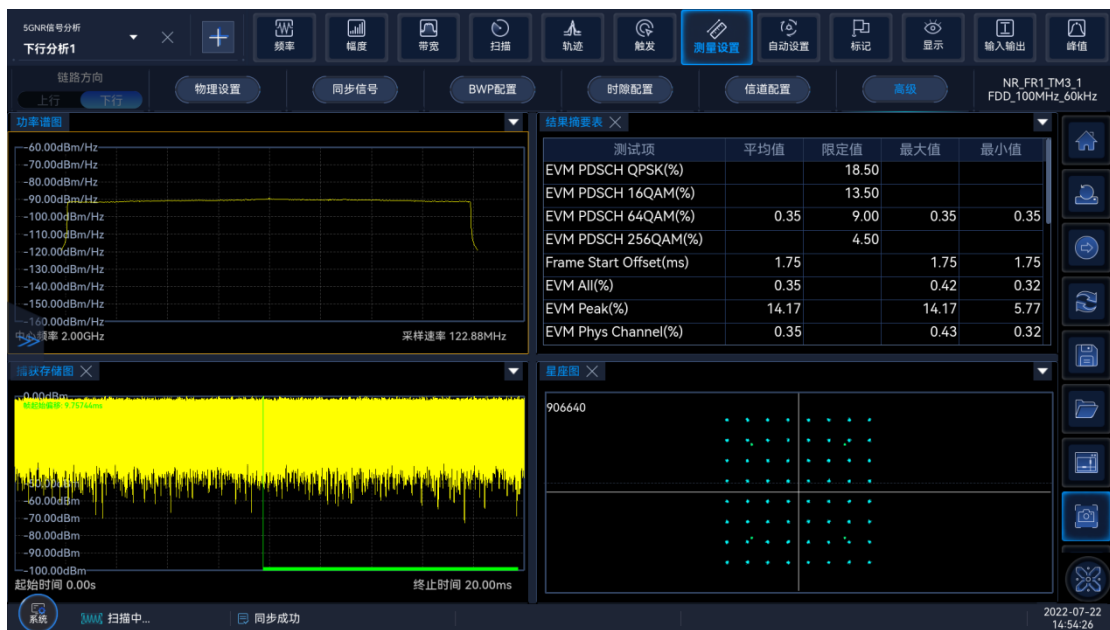 5GNR信号分析
下行分析1
频率
幅度
带宽
扫描
轨迹
触发
测量设置
自动设置
标记
显示
输入输出
峰值
链路方向
上行 下行
物理设置
同步信号
BWP配置
时隙配置
信道配置
高级
NR_FR1_TM3_1
FDD_100MHz_60kHz
功率谱图
-60.00dBm/Hz
-70.00dBm/Hz
-80.00dBm/Hz
-90.00dBm/Hz
-100.00dBm/Hz
-110.00dBm/Hz
-120.00dBm/Hz
-130.00dBm/Hz
-140.00dBm/Hz
-150.00dBm/Hz
-160.00dBm/Hz
中心频率 2.00GHz 采样速率 122.88MHz
结果摘要表
测试项 平均值 限定值 最大值 最小值
EVM PDSCH QPSK(%) 18.50
EVM PDSCH 16QAM(%) 13.50
EVM PDSCH 64QAM(%) 0.35 9.00 0.35 0.35
EVM PDSCH 256QAM(%) 4.50
Frame Start Offset(ms) 1.75 1.75 1.75
EVM All(%) 0.35 0.42 0.32
EVM Peak(%) 14.17 14.17 5.77
EVM Phys Channel(%) 0.35 0.43 0.32
捕获存储图
0.00dBm
帧起始偏移: 9.75744ms
-60.00dBm
-70.00dBm
-80.00dBm
-90.00dBm
-100.00dBm
起始时间 0.00s 终止时间 20.00ms
星座图
906640
系统
扫描中...
同步成功
2022-07-22
14:54:26